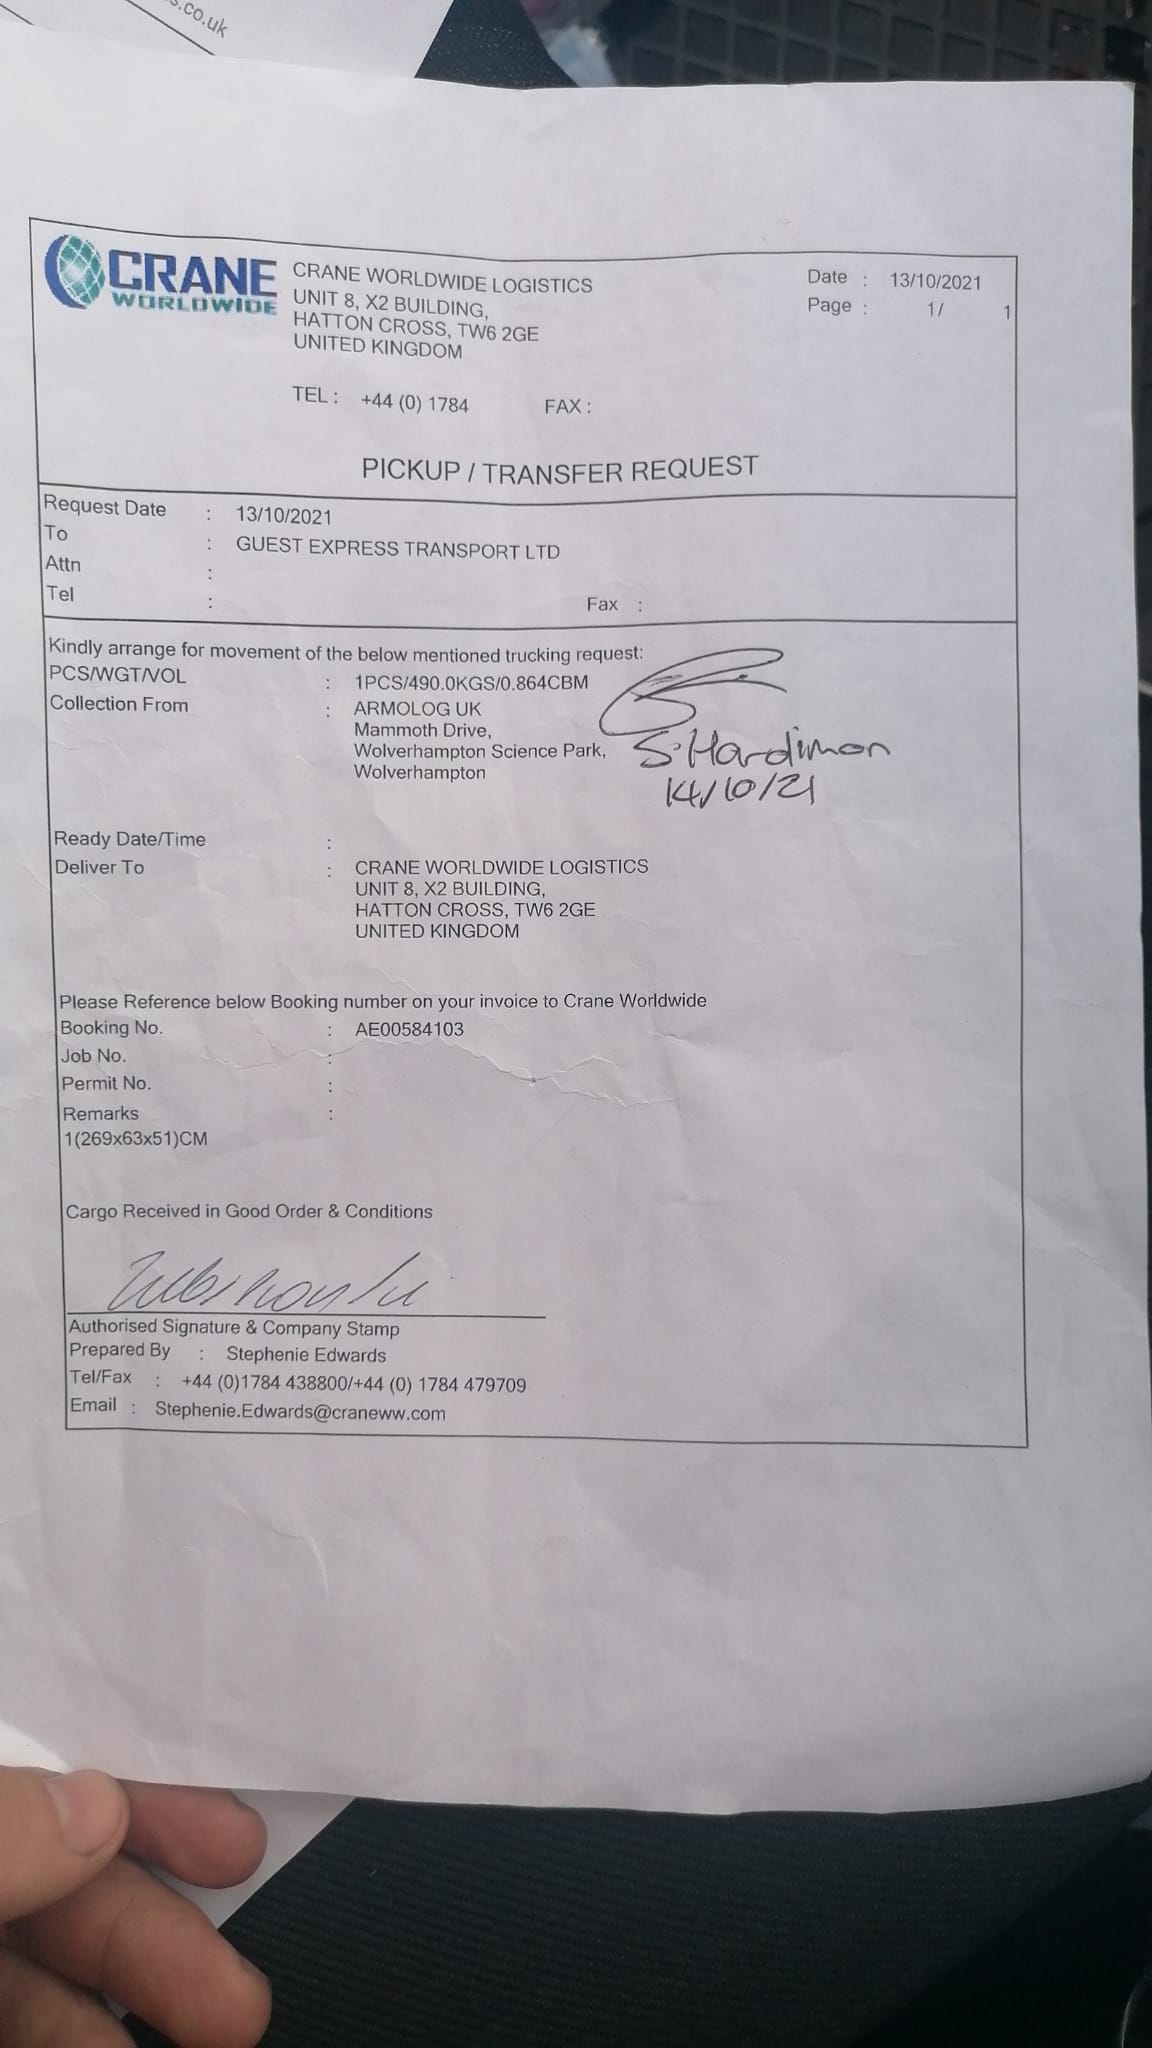 s.co.uk
CRANE
WORLDWIDE
CRANE WORLDWIDE LOGISTICS
UNIT 8, X2 BUILDING,
HATTON CROSS, TW6 2GE
UNITED KINGDOM
Date : 13/10/2021
Page : 1/ 1
TEL : +44 (0) 1784 FAX :
PICKUP / TRANSFER REQUEST
Request Date : 13/10/2021
To : GUEST EXPRESS TRANSPORT LTD
Attn :
Tel : Fax :
Kindly arrange for movement of the below mentioned trucking request:
PCS/WGT/VOL : 1PCS/490.0KGS/0.864CBM
Collection From : ARMOLOG UK
Mammoth Drive,
Wolverhampton Science Park,
Wolverhampton
S. Hardiman
14/10/21
Ready Date/Time :
Deliver To : CRANE WORLDWIDE LOGISTICS
UNIT 8, X2 BUILDING,
HATTON CROSS, TW6 2GE
UNITED KINGDOM
Please Reference below Booking number on your invoice to Crane Worldwide
Booking No. : AE00584103
Job No. :
Permit No. :
Remarks :
1(269x63x51)CM
Cargo Received in Good Order & Conditions
Authorised Signature & Company Stamp
Prepared By : Stephenie Edwards
Tel/Fax : +44 (0)1784 438800/+44 (0) 1784 479709
Email : Stephenie.Edwards@craneww.com